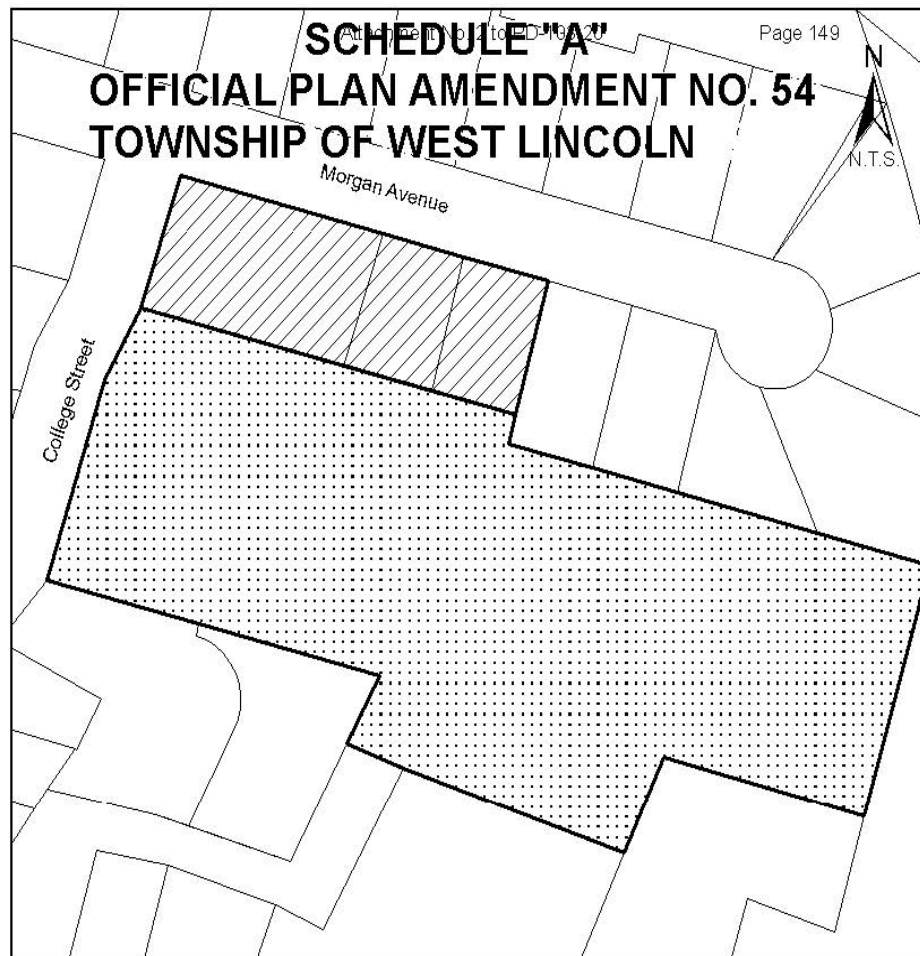 Page 149
SCHEDULE "A"
OFFICIAL PLAN AMENDMENT NO. 54
TOWNSHIP OF WEST LINCOLN
N
N.T.S.
Morgan Avenue
College Street